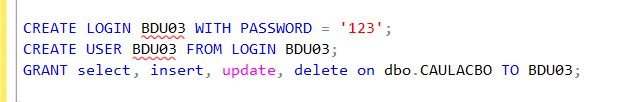 CREATE LOGIN BDU03 WITH PASSWORD = '123';
CREATE USER BDU03 FROM LOGIN BDU03;
GRANT select, insert, update, delete on dbo.CAULACBO TO BDU03;